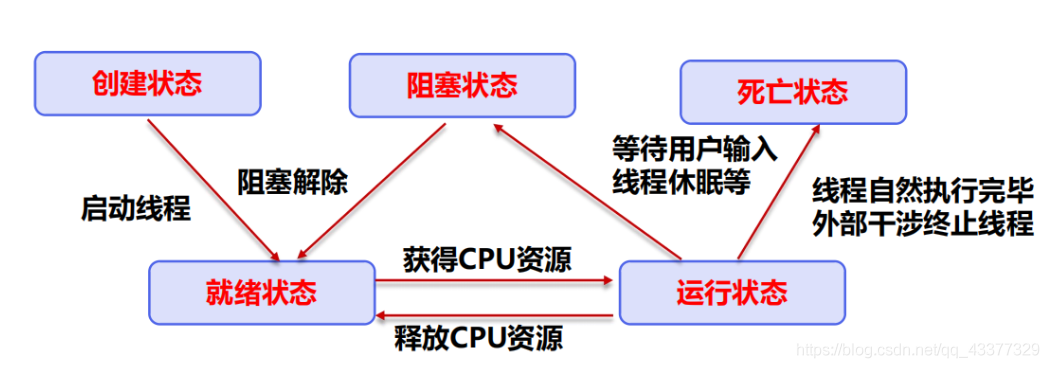 创建状态
阻塞状态
死亡状态
等待用户输入
线程休眠等
阻塞解除
启动线程
线程自然执行完毕
外部干涉终止线程
获得CPU资源
就绪状态
运行状态
释放CPU资源
https://blog.csdn.net/qq_43377329